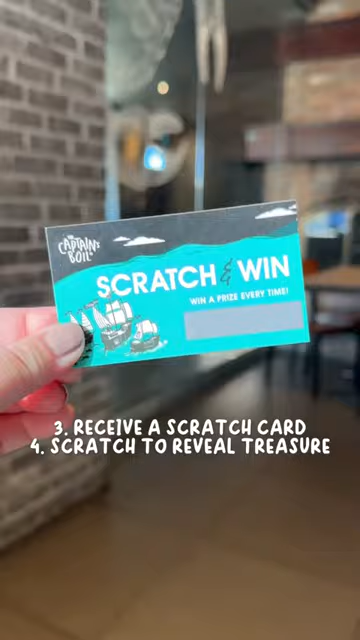 THE
CAPTAIN'S
BOIL
SCRATCH & WIN
WIN A PRIZE EVERY TIME!
3. RECEIVE A SCRATCH CARD
4. SCRATCH TO REVEAL TREASURE